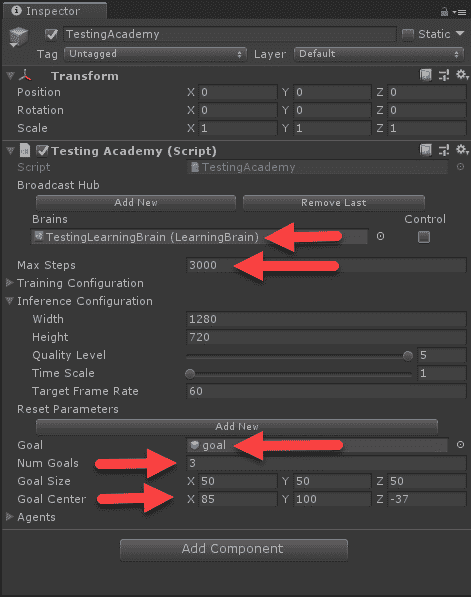 Inspector
TestingAcademy Static
Tag Untagged Layer Default
Transform
Position X 0 Y 0 Z 0
Rotation X 0 Y 0 Z 0
Scale X 1 Y 1 Z 1
Testing Academy (Script)
Script TestingAcademy
Broadcast Hub
Add New Remove Last
Brains Control
TestingLearningBrain (LearningBrain)
Max Steps 3000
Training Configuration
Inference Configuration
Width 1280
Height 720
Quality Level 5
Time Scale 1
Target Frame Rate 60
Reset Parameters
Add New
Goal goal
Num Goals 3
Goal Size X 50 Y 50 Z 50
Goal Center X 85 Y 100 Z -37
Agents
Add Component